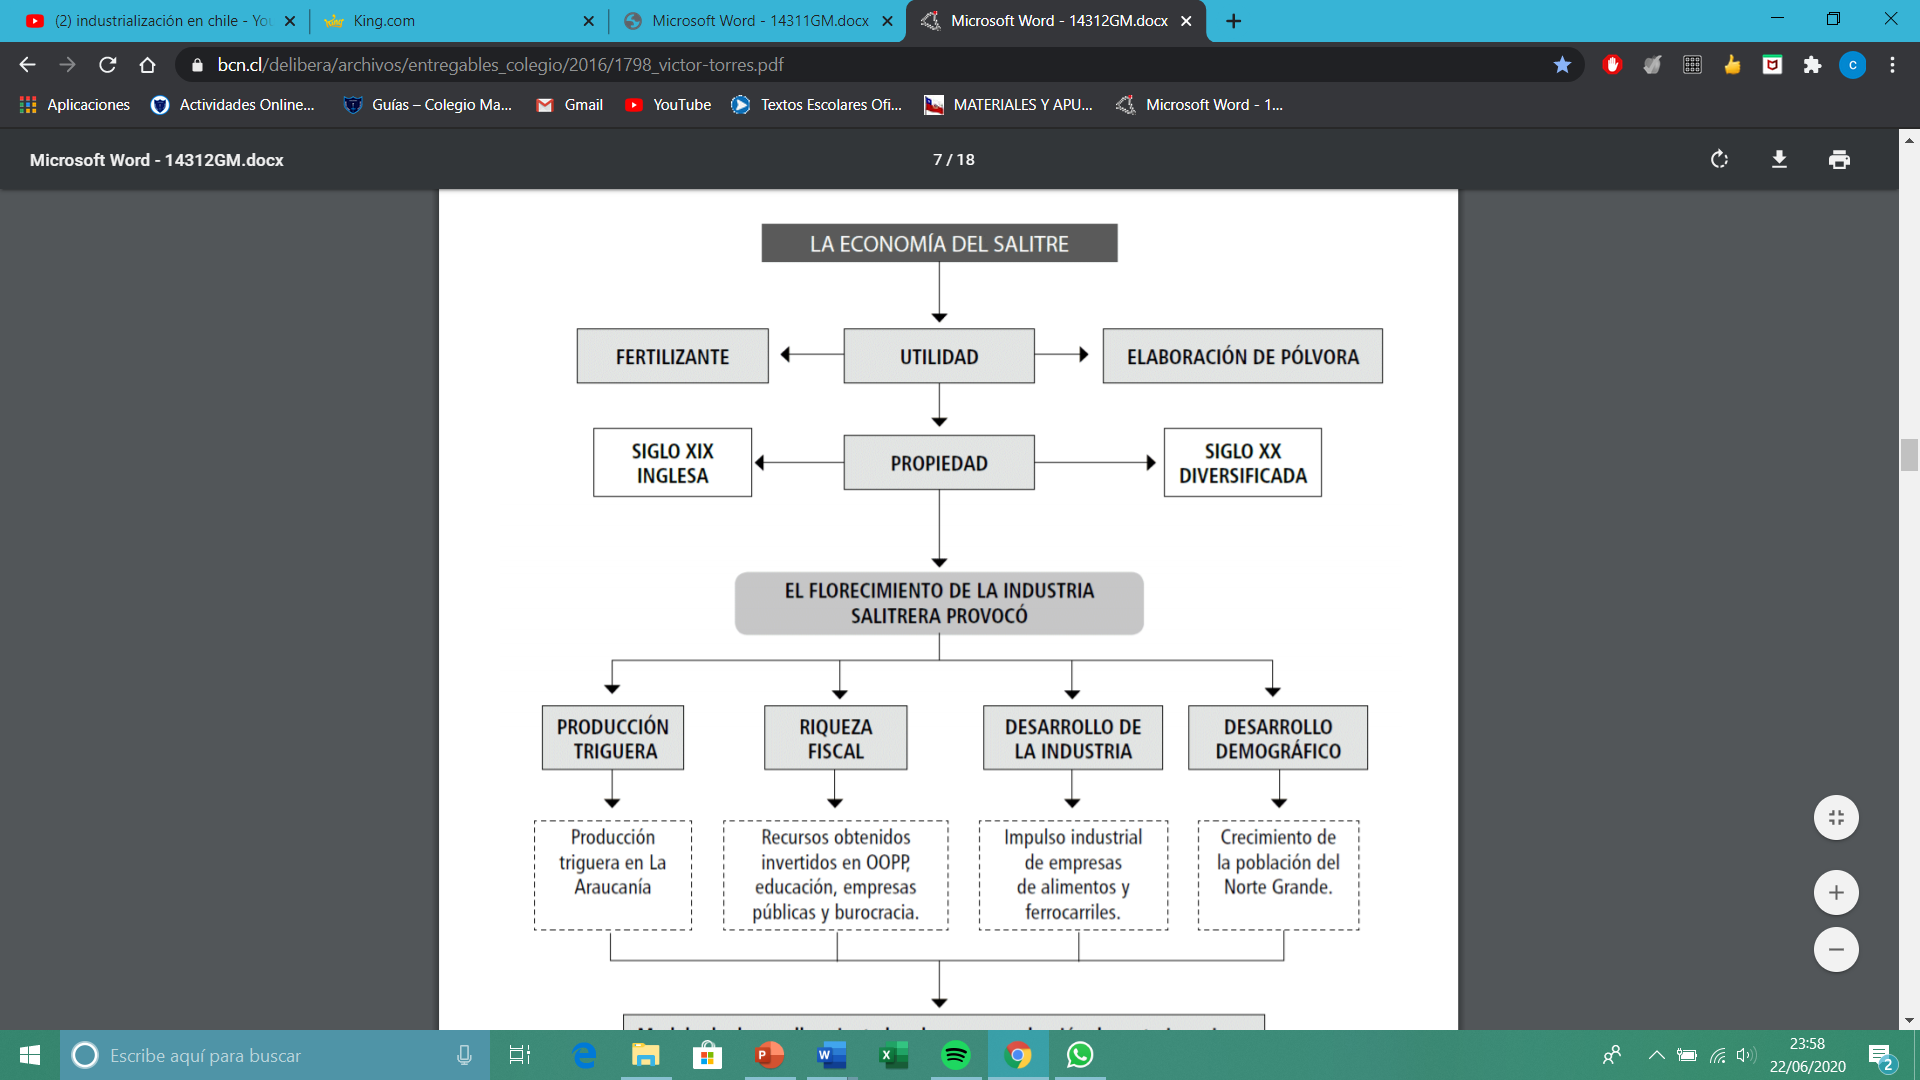 (2) industrialización en chile - You
King.com
Microsoft Word - 14311GM.docx
Microsoft Word - 14312GM.docx
bcn.cl/delibera/archivos/entregables_colegio/2016/1798_victor-torres.pdf
C
Aplicaciones
Actividades Online...
Guías – Colegio Ma...
Gmail
YouTube
Textos Escolares Ofi...
MATERIALES Y APU...
Microsoft Word - 1...
Microsoft Word - 14312GM.docx
7 / 18
LA ECONOMÍA DEL SALITRE
FERTILIZANTE
UTILIDAD
ELABORACIÓN DE PÓLVORA
SIGLO XIX
INGLESA
PROPIEDAD
SIGLO XX
DIVERSIFICADA
EL FLORECIMIENTO DE LA INDUSTRIA
SALITRERA PROVOCÓ
PRODUCCIÓN
TRIGUERA
RIQUEZA
FISCAL
DESARROLLO DE
LA INDUSTRIA
DESARROLLO
DEMOGRÁFICO
Producción
triguera en La
Araucanía
Recursos obtenidos
invertidos en OOPP,
educación, empresas
públicas y burocracia.
Impulso industrial
de empresas
de alimentos y
ferrocarriles.
Crecimiento de
la población del
Norte Grande.
Escribe aquí para buscar
23:58
22/06/2020
2